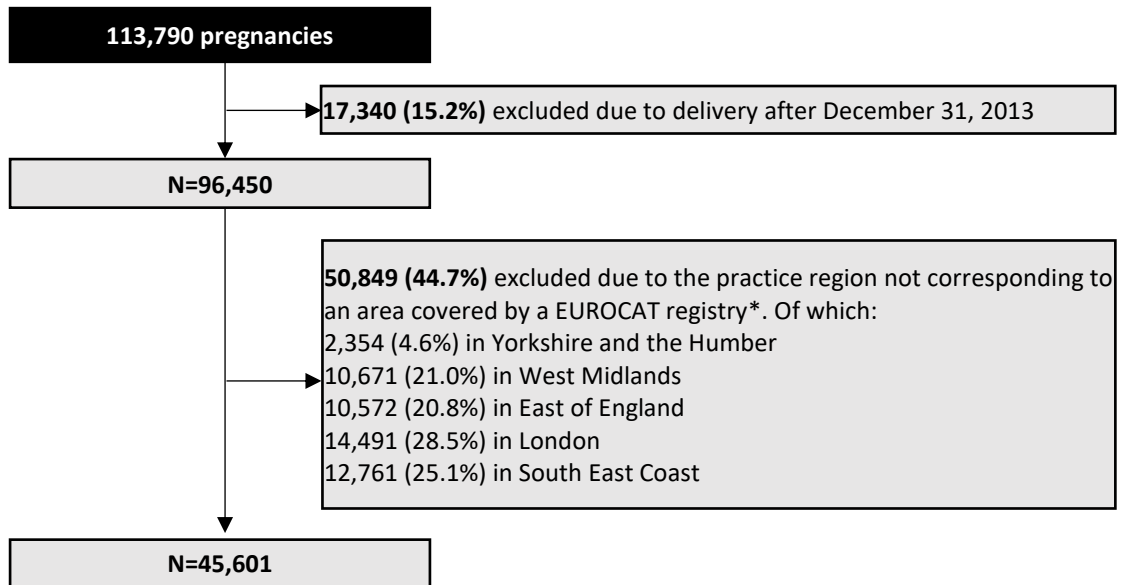 113,790 pregnancies
17,340 (15.2%) excluded due to delivery after December 31, 2013
N=96,450
50,849 (44.7%) excluded due to the practice region not corresponding to
an area covered by a EUROCAT registry*. Of which:
2,354 (4.6%) in Yorkshire and the Humber
10,671 (21.0%) in West Midlands
10,572 (20.8%) in East of England
14,491 (28.5%) in London
12,761 (25.1%) in South East Coast
N=45,601